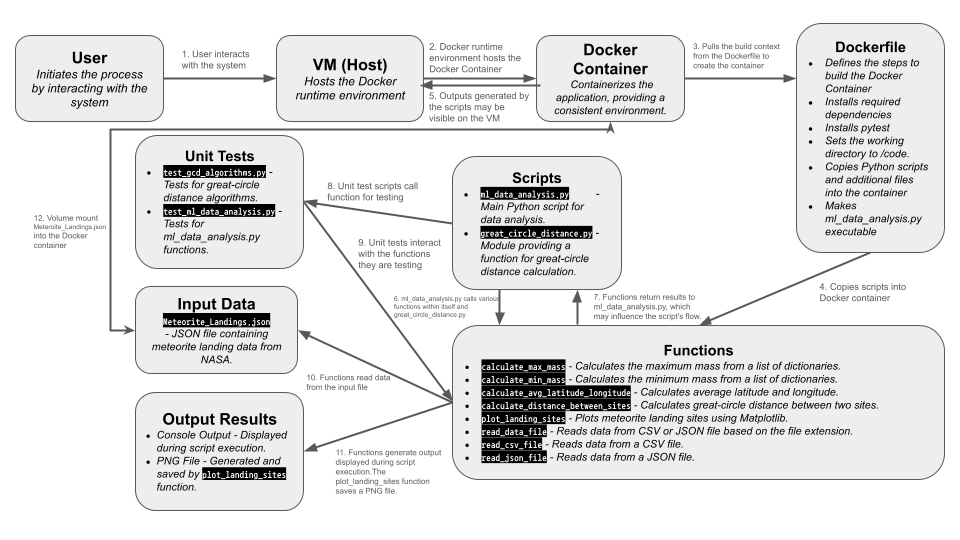 User
Initiates the process
by interacting with the
system
1. User interacts
with the system
VM (Host)
Hosts the Docker
runtime environment
2. Docker runtime
environment hosts the
Docker Container
5. Outputs generated by
the scripts may be
visible on the VM
Docker
Container
Containerizes the
application, providing a
consistent environment.
3. Pulls the build context
from the Dockerfile to
create the container
Dockerfile
• Defines the steps to
build the Docker
Container
• Installs required
dependencies
• Installs pytest
• Sets the working
directory to /code.
• Copies Python scripts
and additional files
into the container
• Makes
ml_data_analysis.py
executable
4. Copies scripts into
Docker container
Unit Tests
• test_gcd_algorithms.py -
Tests for great-circle
distance algorithms.
• test_ml_data_analysis.py -
Tests for
ml_data_analysis.py
functions.
8. Unit test scripts call
function for testing
9. Unit tests interact
with the functions
they are testing
Scripts
• ml_data_analysis.py -
Main Python script for
data analysis.
• great_circle_distance.py -
Module providing a
function for great-circle
distance calculation.
12. Volume mount
Meteroite_Landings.json
into the Docker
container
Input Data
Meteorite_Landings.json
- JSON file containing
meteorite landing data from
NASA.
6. ml_data_analysis.py calls various
functions within itself and
great_circle_distance.py
7. Functions return results to
ml_data_analysis.py, which
may influence the script's flow.
10. Functions read data
from the input file
Functions
• calculate_max_mass - Calculates the maximum mass from a list of dictionaries.
• calculate_min_mass - Calculates the minimum mass from a list of dictionaries.
• calculate_avg_latitude_longitude - Calculates average latitude and longitude.
• calculate_distance_between_sites - Calculates great-circle distance between two sites.
• plot_landing_sites - Plots meteorite landing sites using Matplotlib.
• read_data_file - Reads data from CSV or JSON file based on the file extension.
• read_csv_file - Reads data from a CSV file.
• read_json_file - Reads data from a JSON file.
Output Results
• Console Output - Displayed
during script execution.
• PNG File - Generated and
saved by plot_landing_sites
function.
11. Functions generate output
displayed during script
execution.The
plot_landing_sites function
saves a PNG file.